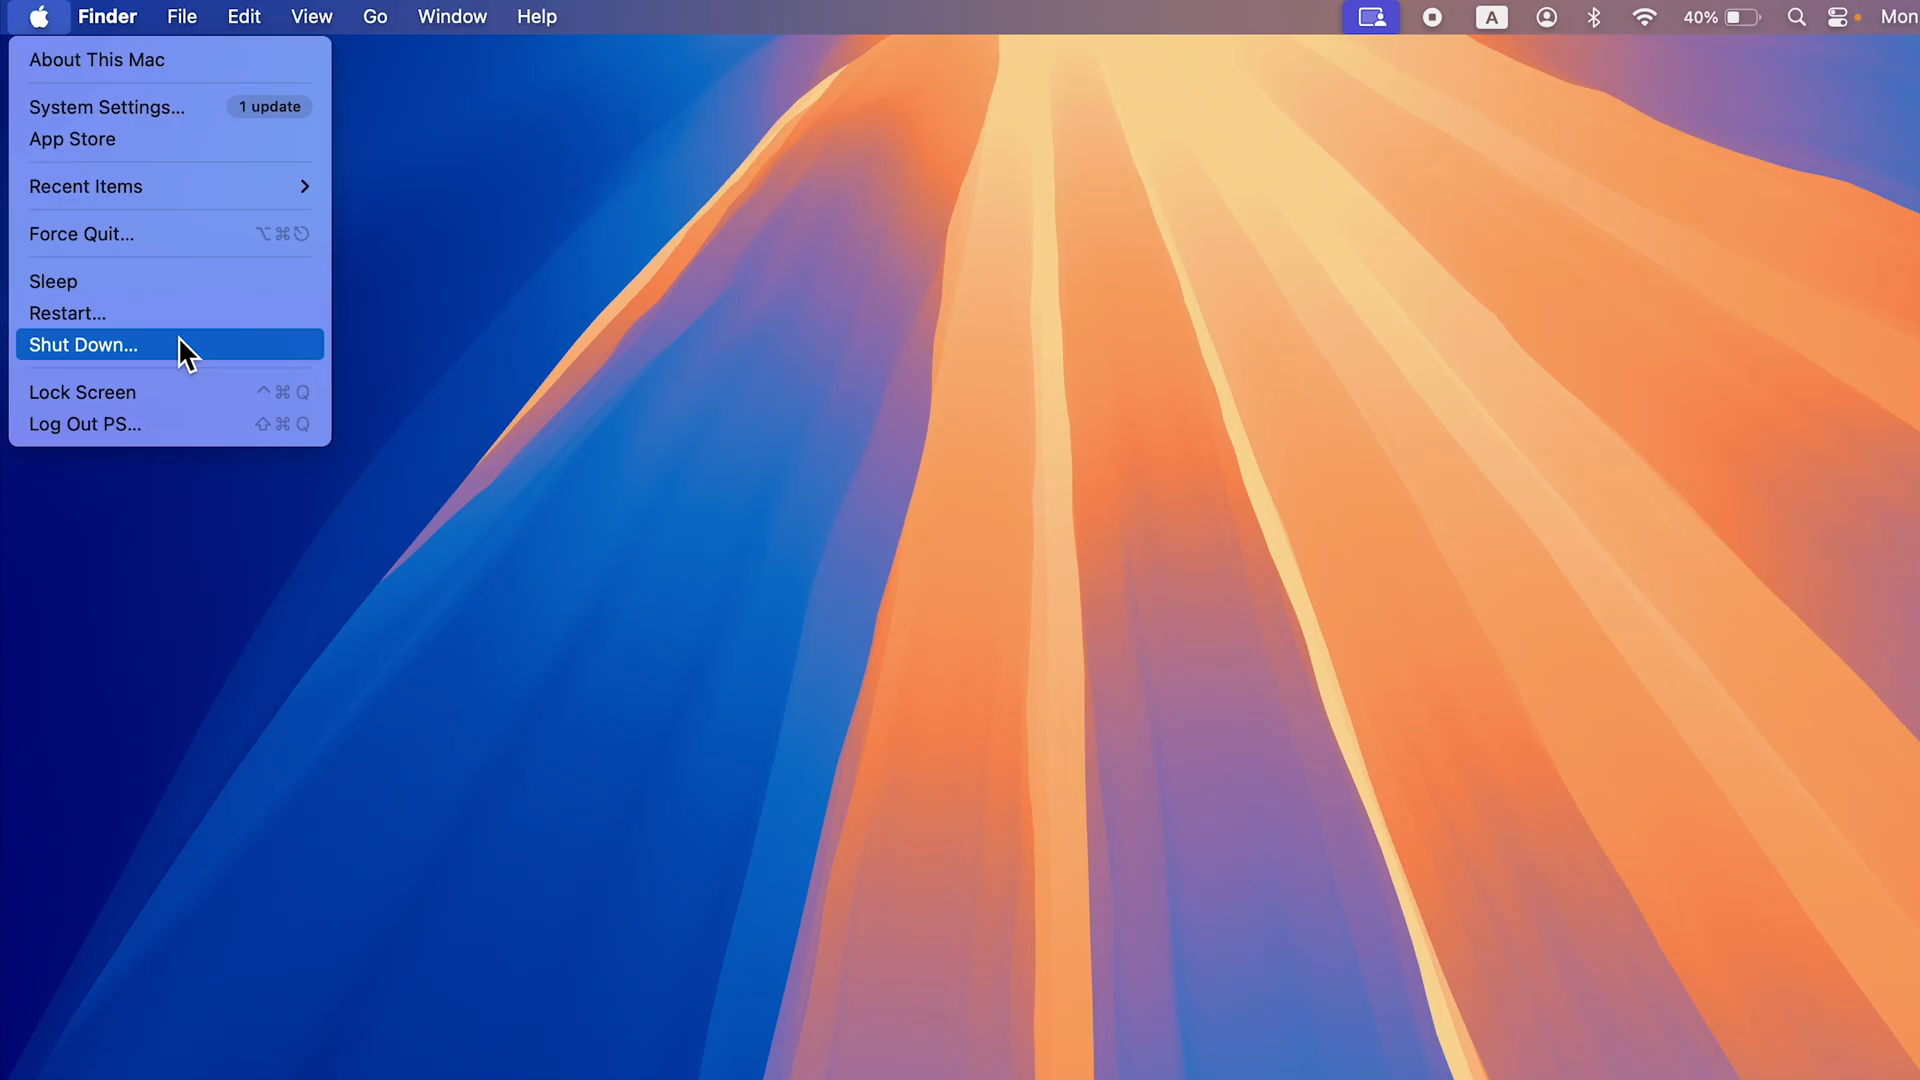 Finder File Edit View Go Window Help A 40% Mon
About This Mac
System Settings... 1 update
App Store
Recent Items
Force Quit... ⌥⌘⎋
Sleep
Restart...
Shut Down...
Lock Screen ^⌘Q
Log Out PS... ⇧⌘Q